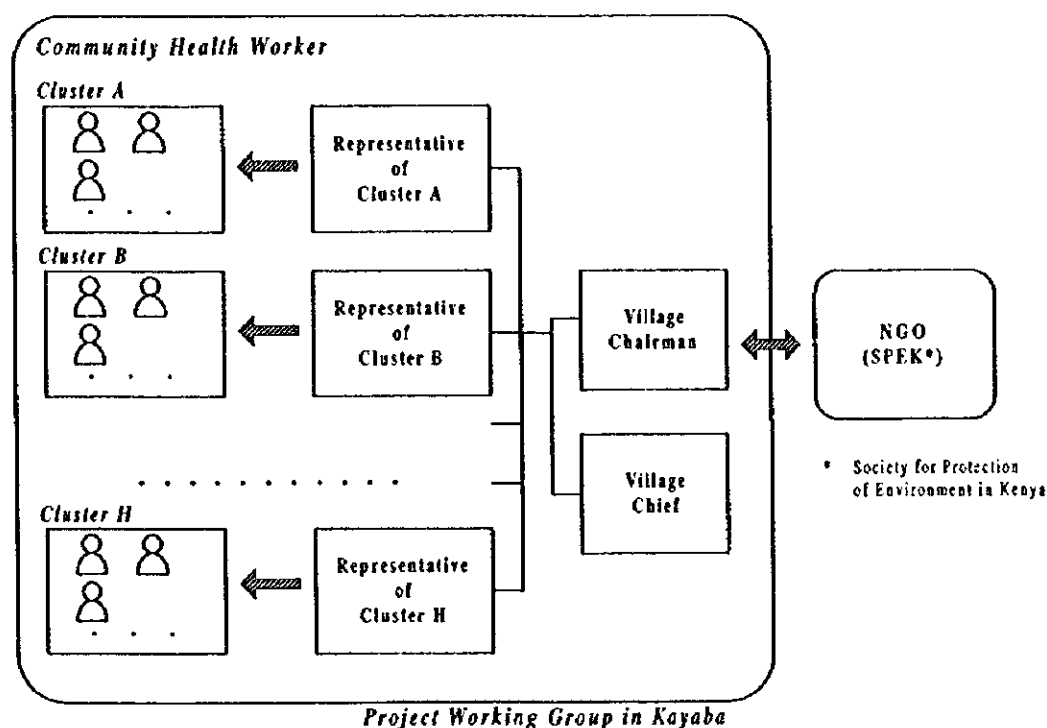 Community Health Worker
Cluster A
Representative
of
Cluster A
Cluster B
Representative
of
Cluster B
Village
Chairman
NGO
(SPEK*)
Village
Chief
* Society for Protection
of Environment in Kenya
Cluster H
Representative
of
Cluster H
Project Working Group in Kayaba